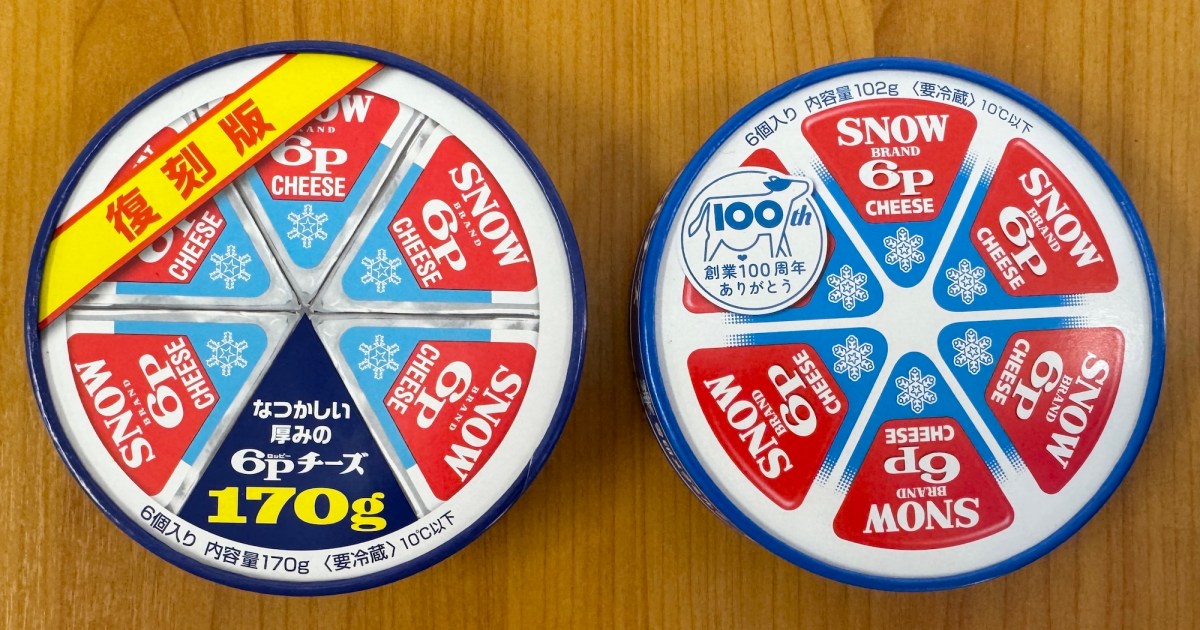 復刻版
SNOW
BRAND
6P
CHEESE
SNOW
BRAND
6P
CHEESE
6P
CHEESE
SNOW
BRAND
6P
CHEESE
SNOW
BRAND
6P
CHEESE
なつかしい
厚みの
ロッピー
6Pチーズ
170g
6個入り 内容量170g 〈要冷蔵〉10℃以下
6個入り 内容量102g 〈要冷蔵〉10℃以下
SNOW
BRAND
6P
CHEESE
100th
創業100周年
ありがとう
SNOW
BRAND
6P
CHEESE
SNOW
BRAND
6P
CHEESE
SNOW
BRAND
6P
CHEESE
SNOW
BRAND
6P
CHEESE